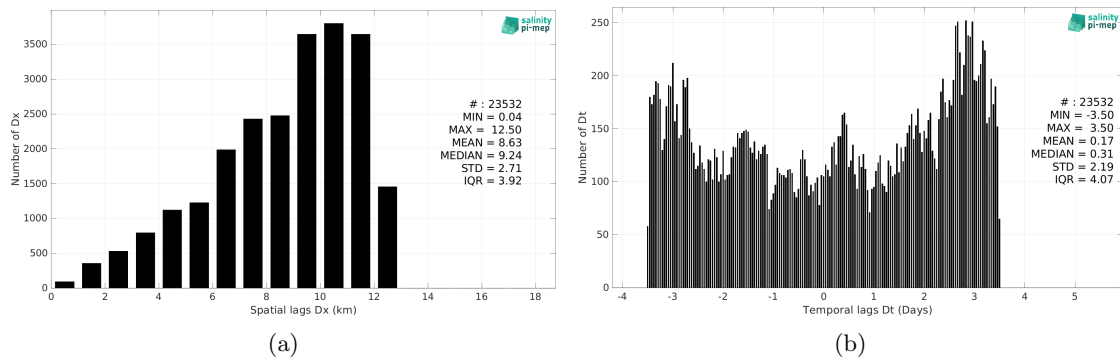 3500
3000
2500
2000
1500
1000
500
0
Number of Dx
salinity
pi-mep
# : 23532
MIN = 0.04
MAX = 12.50
MEAN = 8.63
MEDIAN = 9.24
STD = 2.71
IQR = 3.92
0 2 4 6 8 10 12 14 16 18
Spatial lags Dx (km)
(a)
250
200
150
100
50
0
Number of Dt
salinity
pi-mep
# : 23532
MIN = -3.50
MAX = 3.50
MEAN = 0.17
MEDIAN = 0.31
STD = 2.19
IQR = 4.07
-4 -3 -2 -1 0 1 2 3 4 5
Temporal lags Dt (Days)
(b)